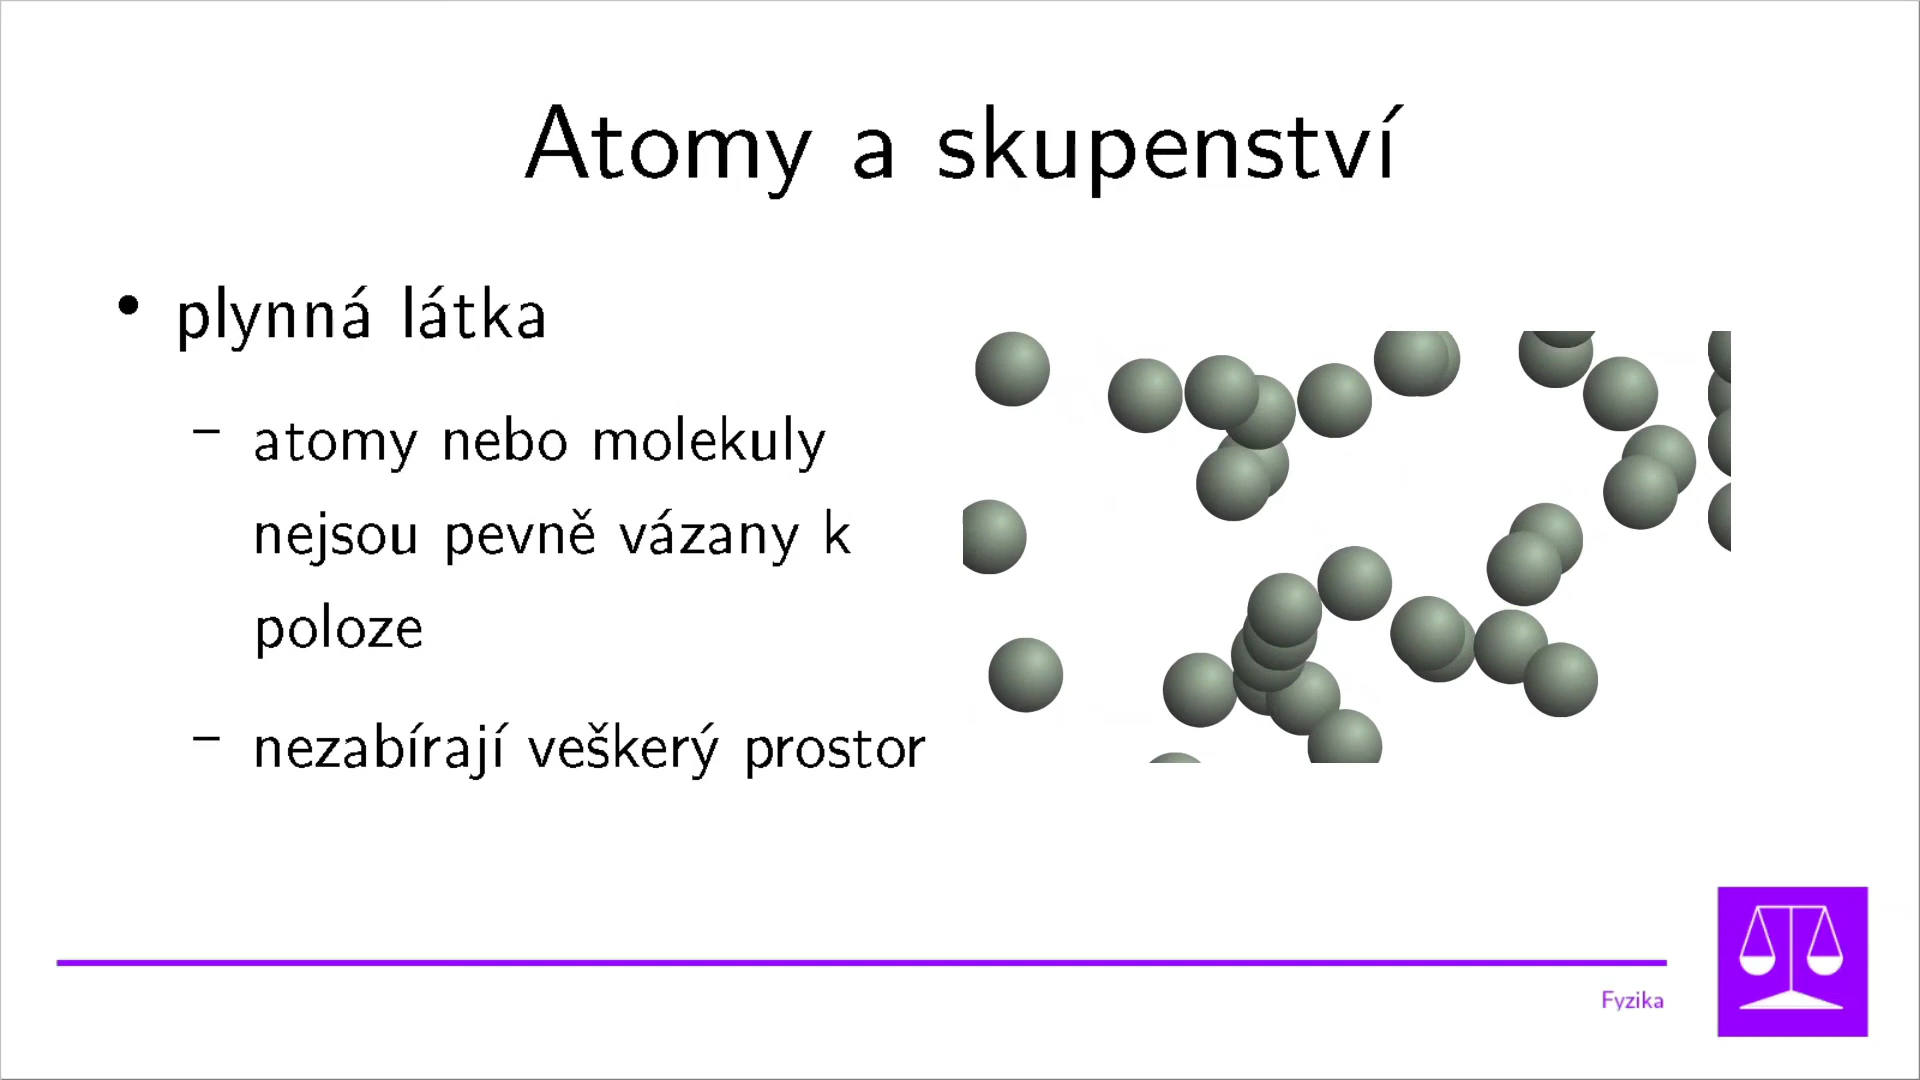 Atomy a skupenství
• plynná látka
– atomy nebo molekuly
nejsou pevně vázany k
poloze
– nezabírají veškerý prostor
Fyzika